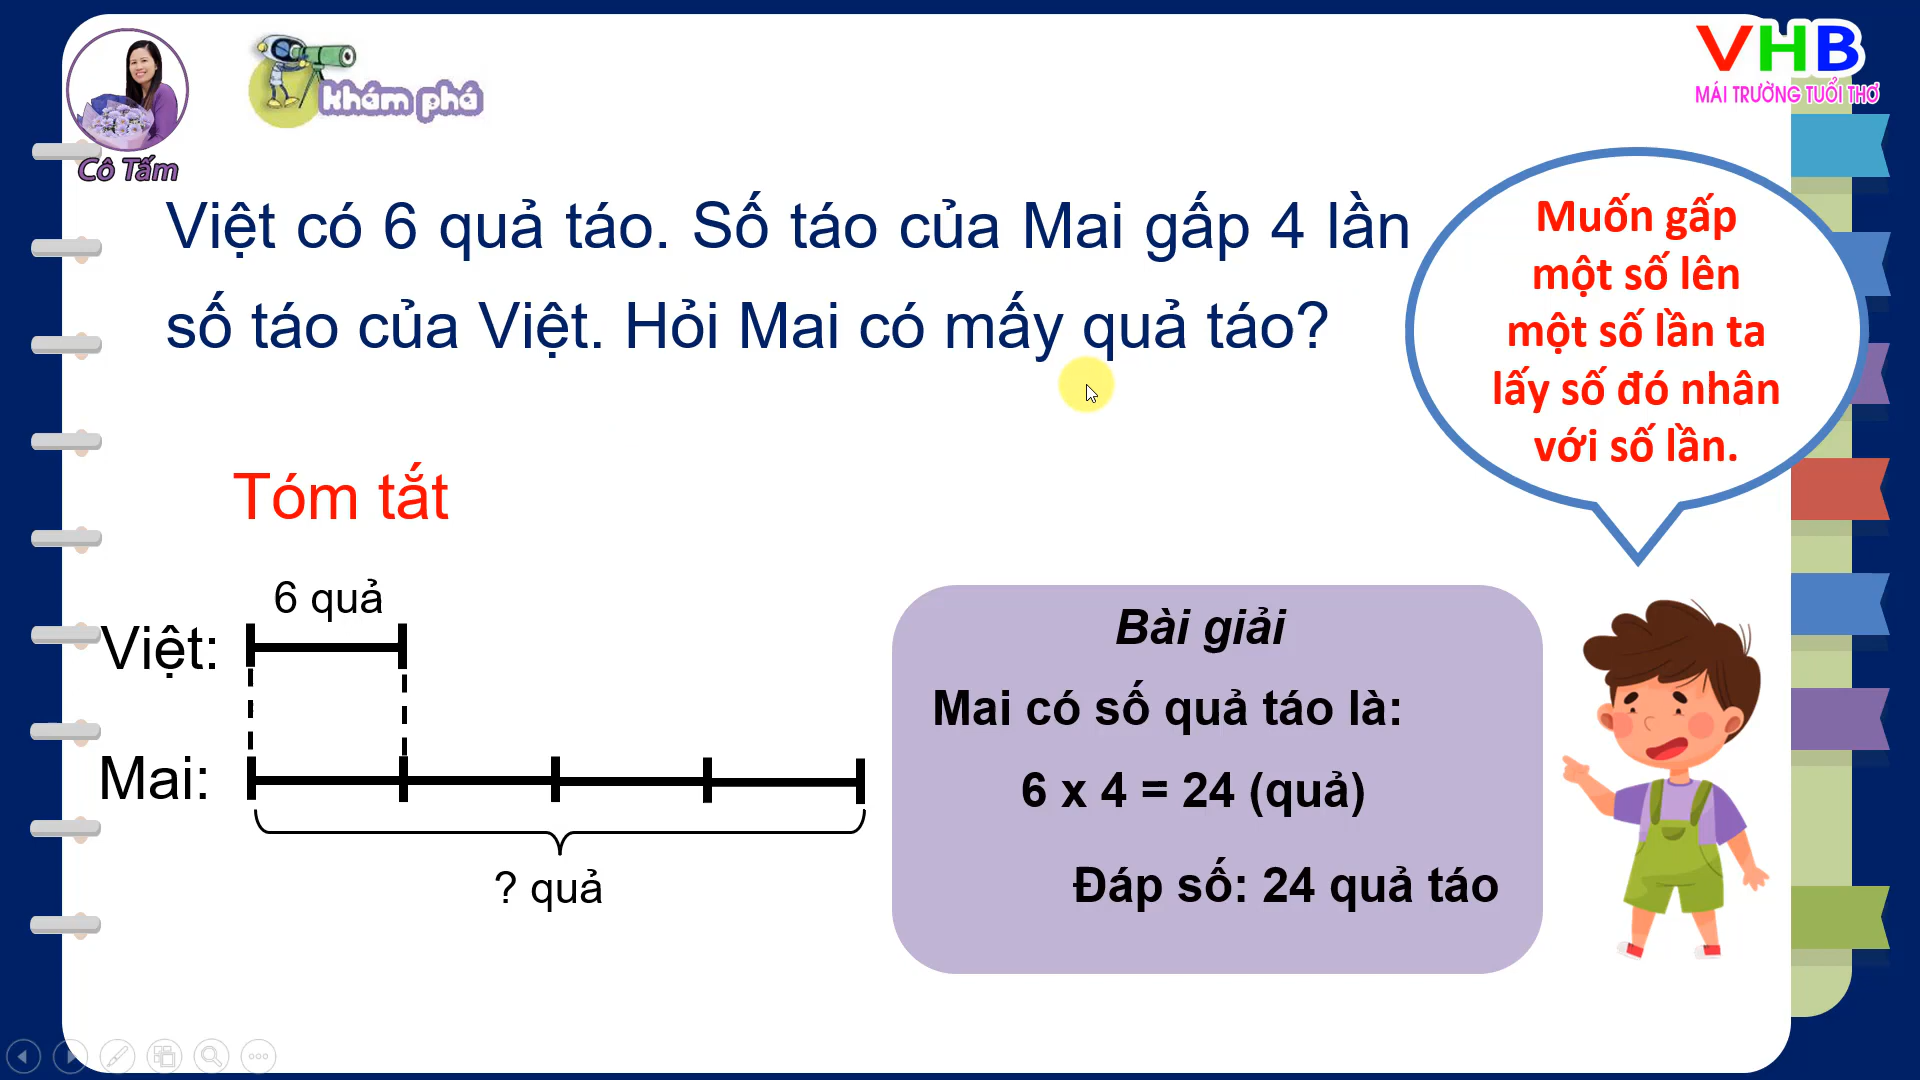 Cô Tấm
khám phá
VHB
MÁI TRƯỜNG TUỔI THƠ
Việt có 6 quả táo. Số táo của Mai gấp 4 lần
số táo của Việt. Hỏi Mai có mấy quả táo?
Muốn gấp
một số lên
một số lần ta
lấy số đó nhân
với số lần.
Tóm tắt
6 quả
Việt:
Mai:
? quả
Bài giải
Mai có số quả táo là:
6 x 4 = 24 (quả)
Đáp số: 24 quả táo